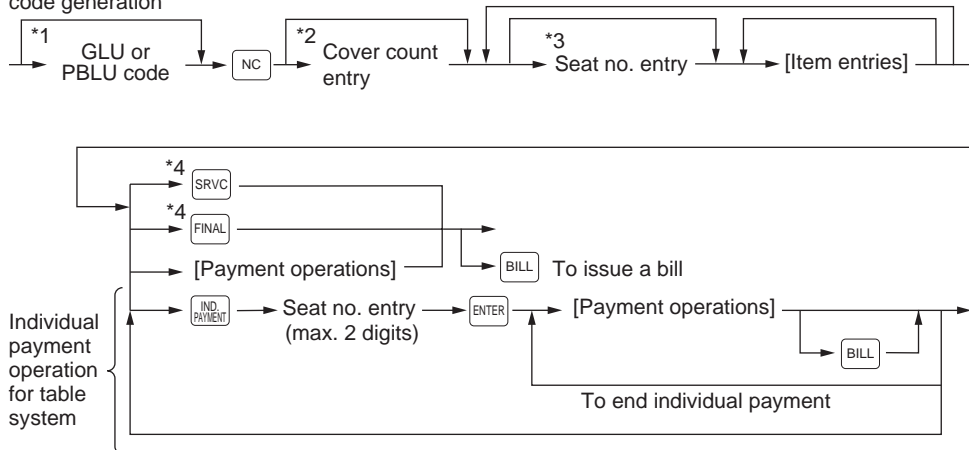 code generation
*1
GLU or
PBLU code
NC
*2
Cover count
entry
*3
Seat no. entry
[Item entries]
*4
SRVC
*4
FINAL
[Payment operations]
BILL
To issue a bill
Individual
payment
operation
for table
system
IND.
PAYMENT
Seat no. entry
(max. 2 digits)
ENTER
[Payment operations]
BILL
To end individual payment